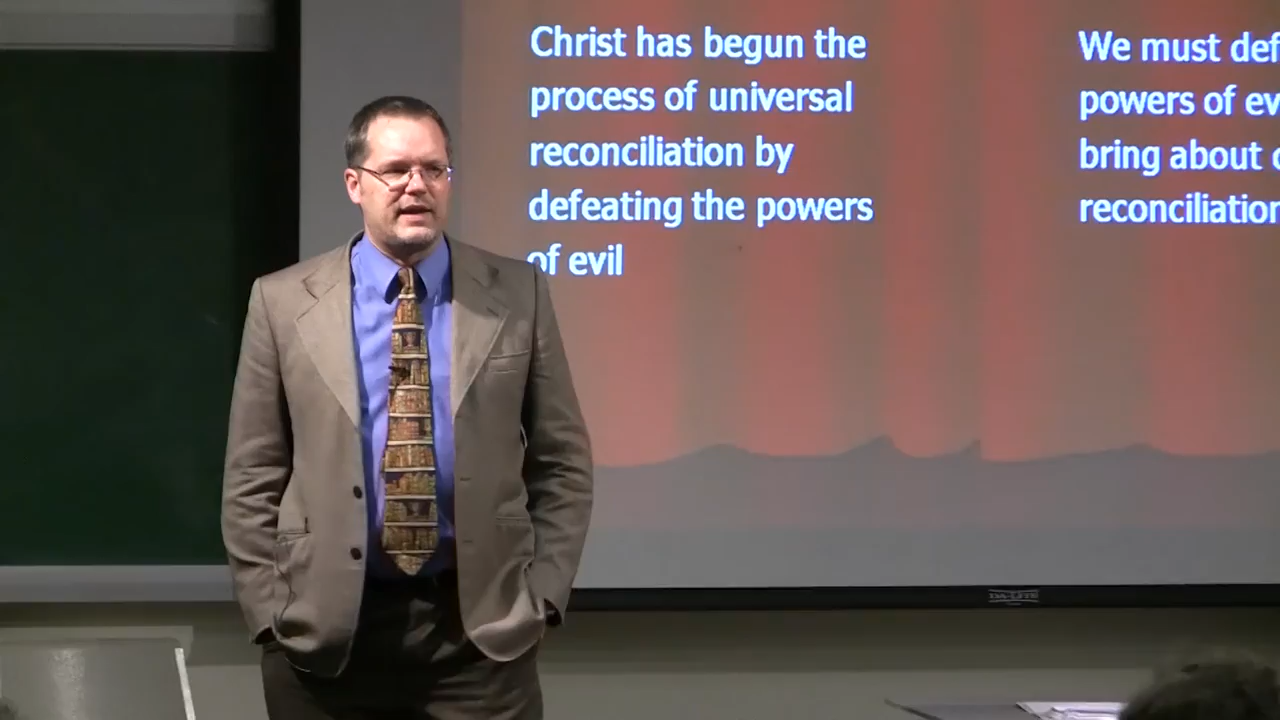 Christ has begun the
process of universal
reconciliation by
defeating the powers
of evil
We must def
powers of ev
bring about
reconciliation
DA-LITE